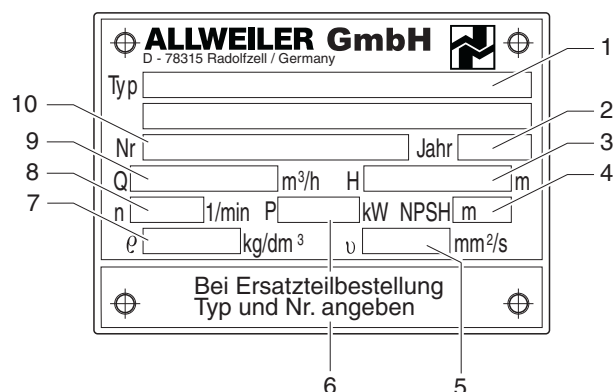 ALLWEILER GmbH
D - 78315 Radolfzell / Germany
Typ
1
10
Nr Jahr
2
9
Q m³/h H m
3
8
n 1/min P kW NPSH m
4
7
ϱ kg/dm³ υ mm²/s
Bei Ersatzteilbestellung
Typ und Nr. angeben
6 5